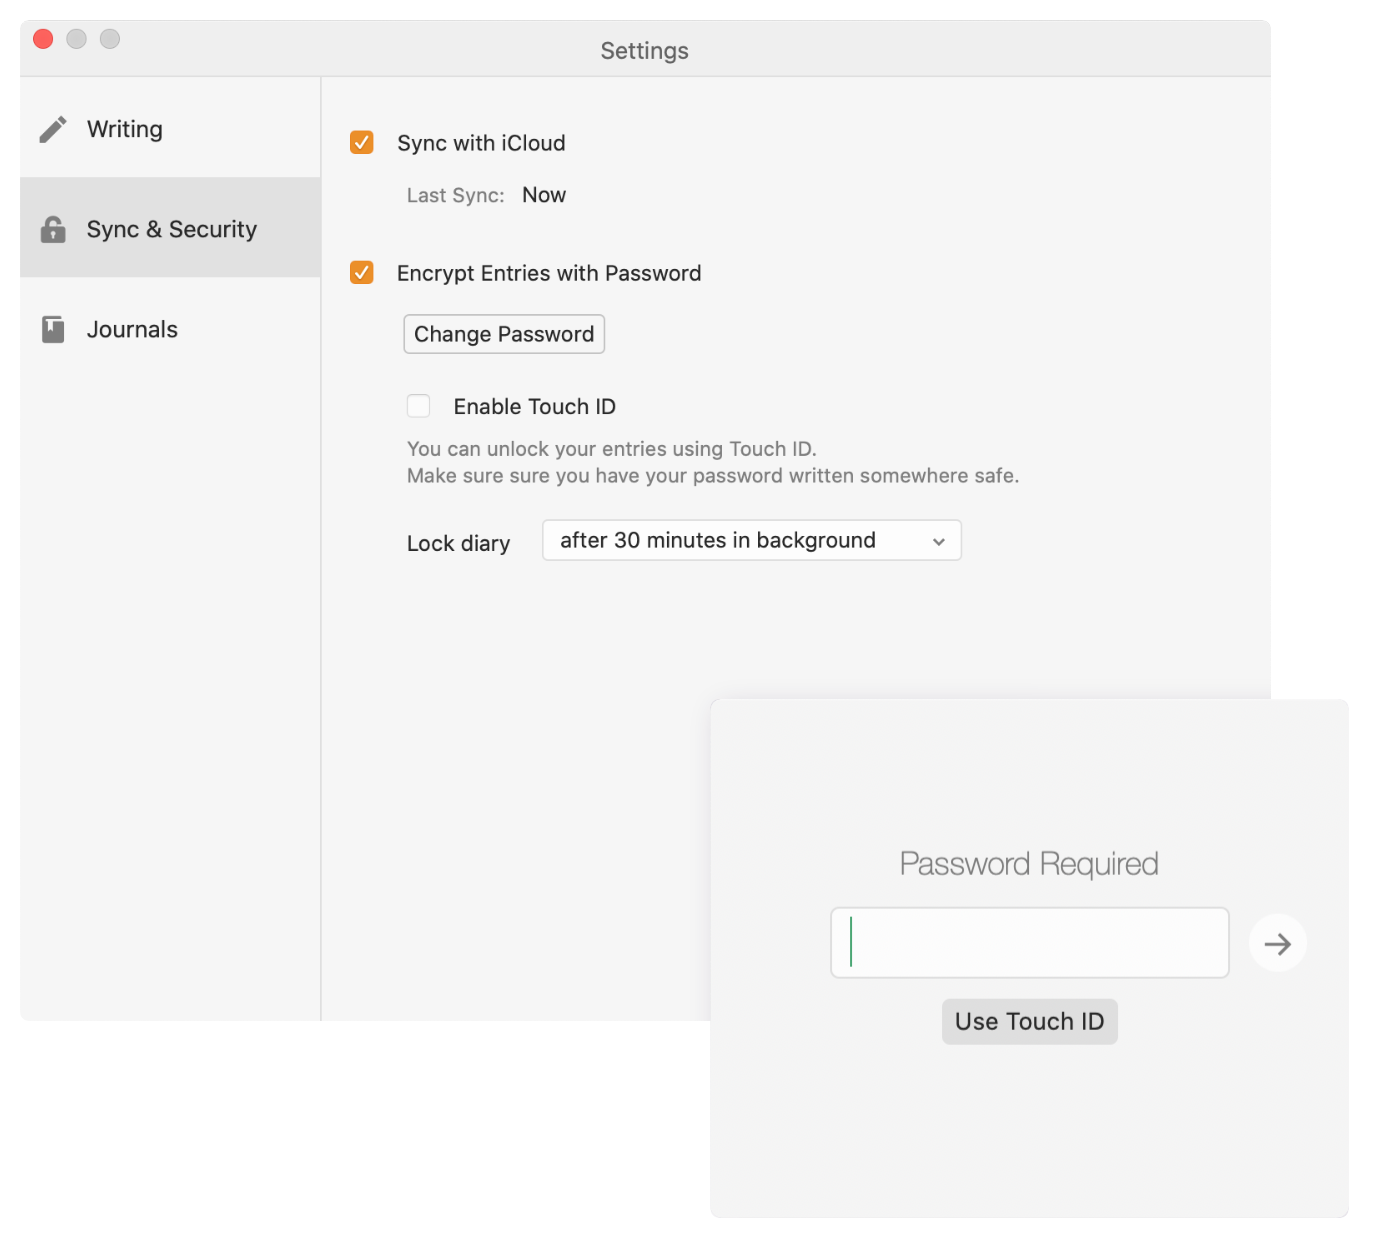 Settings
Writing
Sync & Security
Journals
Sync with iCloud
Last Sync: Now
Encrypt Entries with Password
Change Password
Enable Touch ID
You can unlock your entries using Touch ID.
Make sure sure you have your password written somewhere safe.
Lock diary after 30 minutes in background
Password Required
Use Touch ID